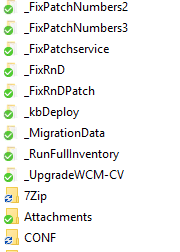 _FixPatchNumbers2
_FixPatchNumbers3
_FixPatchservice
_FixRnD
_FixRnDPatch
_kbDeploy
_MigrationData
_RunFullInventory
_UpgradeWCM-CV
7Zip
Attachments
CONF